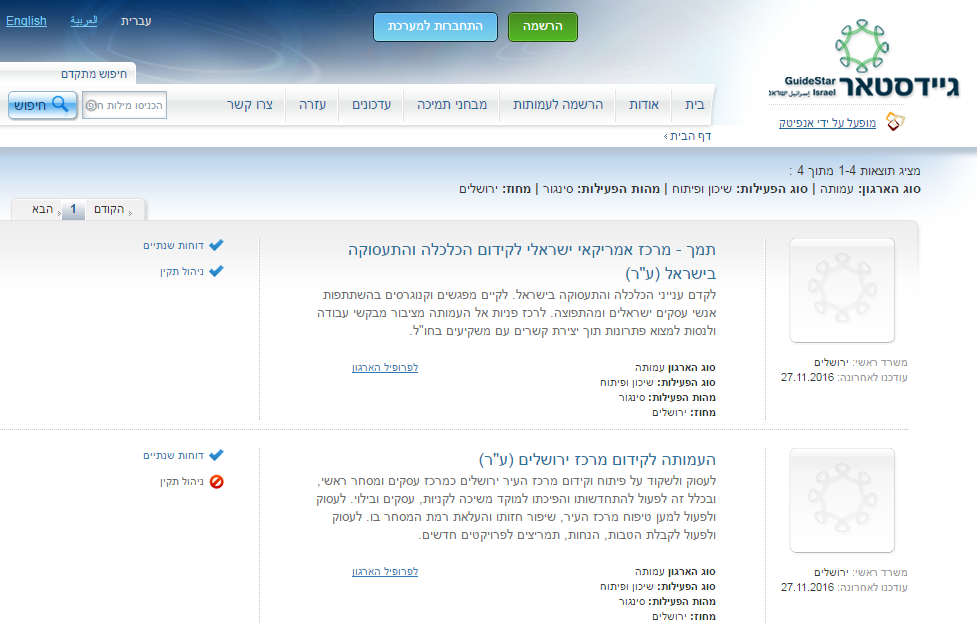 English
العربية
עברית
התחברות למערכת
הרשמה
גיידסטאר
GuideStar
Israel
מופעל על ידי אנפיטק
חיפוש מתקדם
חיפוש
הכניסו מילות
בית
אודות
הרשמה לעמותות
מבחני תמיכה
עדכונים
עזרה
צרו קשר
דף הבית
מציג תוצאות 1-4 מתוך 4 :
סוג הארגון: עמותה | סוג הפעילות: שיכון ופיתוח | מהות הפעילות: סינגור | מחוז: ירושלים
הקודם 1 הבא
תמך - מרכז אמריקאי ישראלי לקידום הכלכלה והתעסוקה
בישראל (ע"ר)
לקדם ענייני הכלכלה והתעסוקה בישראל. לקיים מפגשים וקנוגרסים בהשתתפות
אנשי עסקים ישראלים ומהתפוצה. לרכז פניות אל העמותה מציבור מבקשי עבודה
ולנסות למצוא פתרונות תוך יצירת קשרים עם משקיעים בחו"ל.
סוג הארגון עמותה
סוג הפעילות: שיכון ופיתוח
מהות הפעילות: סינגור
מחוז: ירושלים
לפרופיל הארגון
דוחות שנתיים
ניהול תקין
משרד ראשי: ירושלים
עודכנו לאחרונה: 27.11.2016
העמותה לקידום מרכז ירושלים (ע"ר)
לעסוק ולשקוד על פיתוח וקידום מרכז העיר ירושלים כמרכז עסקים ומסחר ראשי,
ובכלל זה לפעול להתחדשותו והפיכתו למוקד משיכה לקניות, עסקים ובילוי. לעסוק
ולפעול למען טיפוח מרכז העיר, שיפור חזותו והעלאת רמת המסחר בו. לעסוק
ולפעול לקבלת הטבות, הנחות, תמריצים לפרויקטים חדשים.
סוג הארגון עמותה
סוג הפעילות: שיכון ופיתוח
מהות הפעילות: סינגור
מחוז: ירושלים
לפרופיל הארגון
דוחות שנתיים
ניהול תקין
משרד ראשי: ירושלים
עודכנו לאחרונה: 27.11.2016